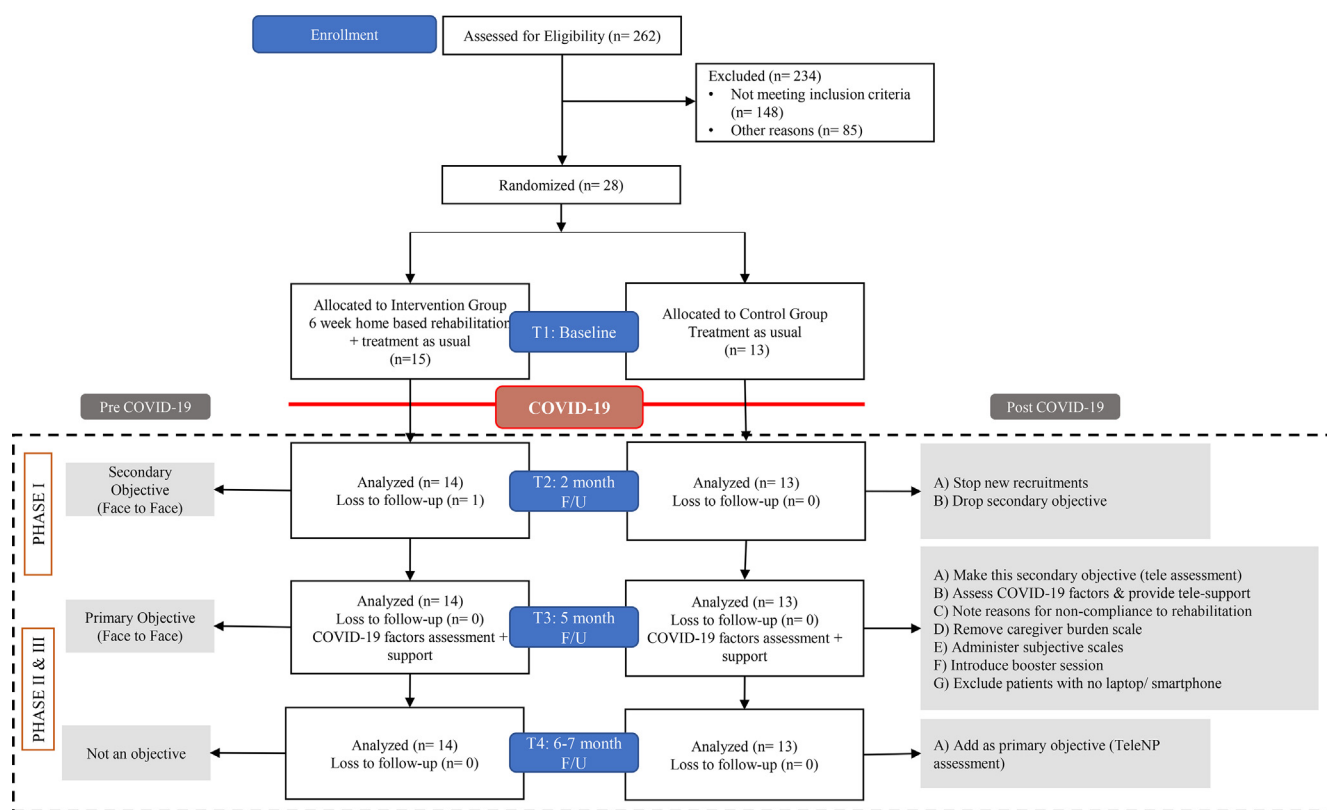 Enrollment
Assessed for Eligibility (n= 262)
Excluded (n= 234)
• Not meeting inclusion criteria
(n= 148)
• Other reasons (n= 85)
Randomized (n= 28)
Allocated to Intervention Group
6 week home based rehabilitation
+ treatment as usual
(n=15)
T1: Baseline
Allocated to Control Group
Treatment as usual
(n= 13)
Pre COVID-19
COVID-19
Post COVID-19
PHASE I
Secondary
Objective
(Face to Face)
Analyzed (n= 14)
Loss to follow-up (n= 1)
T2: 2 month
F/U
Analyzed (n= 13)
Loss to follow-up (n= 0)
A) Stop new recruitments
B) Drop secondary objective
PHASE II & III
Primary Objective
(Face to Face)
Analyzed (n= 14)
Loss to follow-up (n= 0)
COVID-19 factors assessment +
support
T3: 5 month
F/U
Analyzed (n= 13)
Loss to follow-up (n= 0)
COVID-19 factors assessment +
support
A) Make this secondary objective (tele assessment)
B) Assess COVID-19 factors & provide tele-support
C) Note reasons for non-compliance to rehabilitation
D) Remove caregiver burden scale
E) Administer subjective scales
F) Introduce booster session
G) Exclude patients with no laptop/ smartphone
Not an objective
Analyzed (n= 14)
Loss to follow-up (n= 0)
T4: 6-7 month
F/U
Analyzed (n= 13)
Loss to follow-up (n= 0)
A) Add as primary objective (TeleNP
assessment)